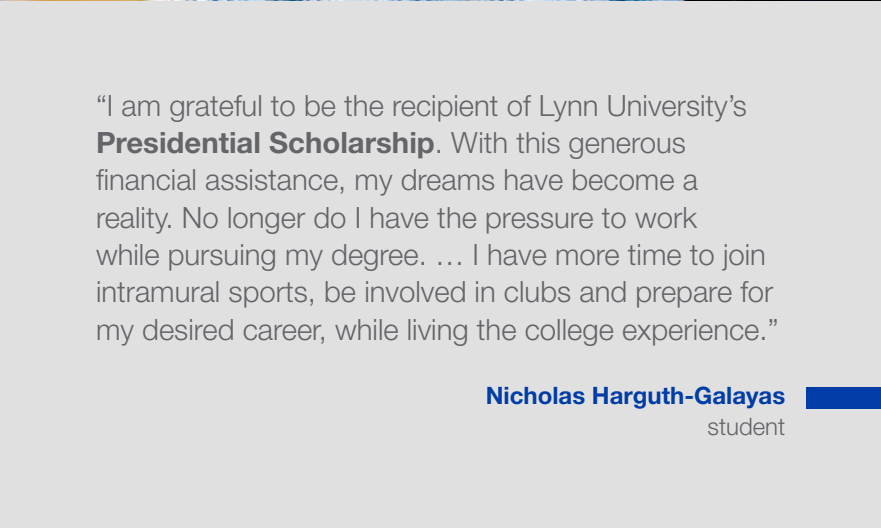 “I am grateful to be the recipient of Lynn University’s
Presidential Scholarship. With this generous
financial assistance, my dreams have become a
reality. No longer do I have the pressure to work
while pursuing my degree. … I have more time to join
intramural sports, be involved in clubs and prepare for
my desired career, while living the college experience.”
Nicholas Harguth-Galayas
student